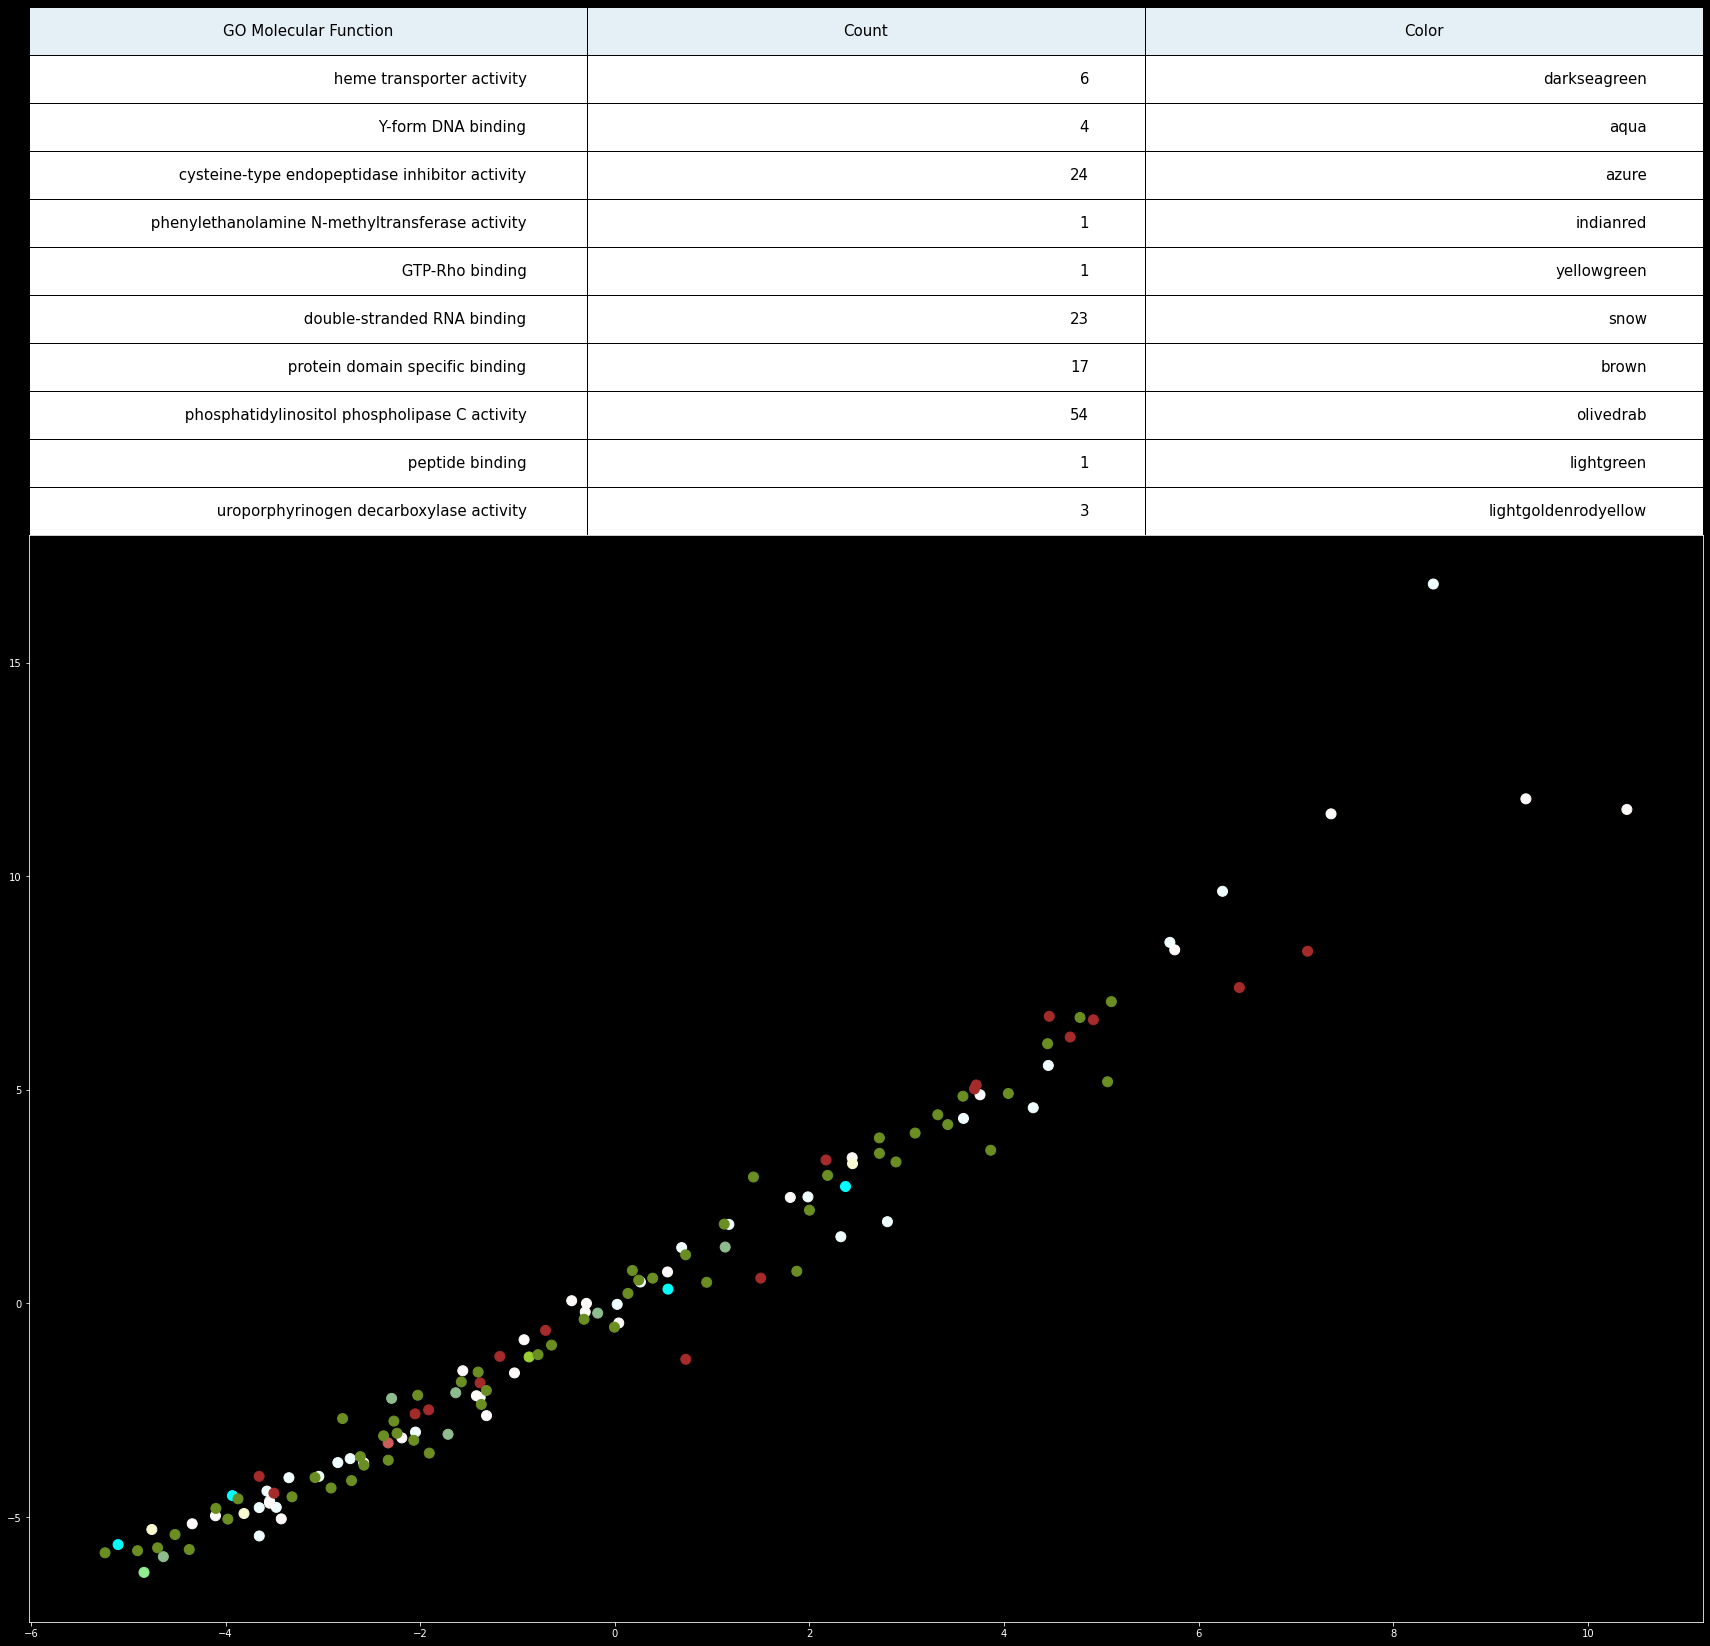 GO Molecular Function Count Color
heme transporter activity 6 darkseagreen
Y-form DNA binding 4 aqua
cysteine-type endopeptidase inhibitor activity 24 azure
phenylethanolamine N-methyltransferase activity 1 indianred
GTP-Rho binding 1 yellowgreen
double-stranded RNA binding 23 snow
protein domain specific binding 17 brown
phosphatidylinositol phospholipase C activity 54 olivedrab
peptide binding 1 lightgreen
uroporphyrinogen decarboxylase activity 3 lightgoldenrodyellow
15
10
5
0
−5
−6 −4 −2 0 2 4 6 8 10